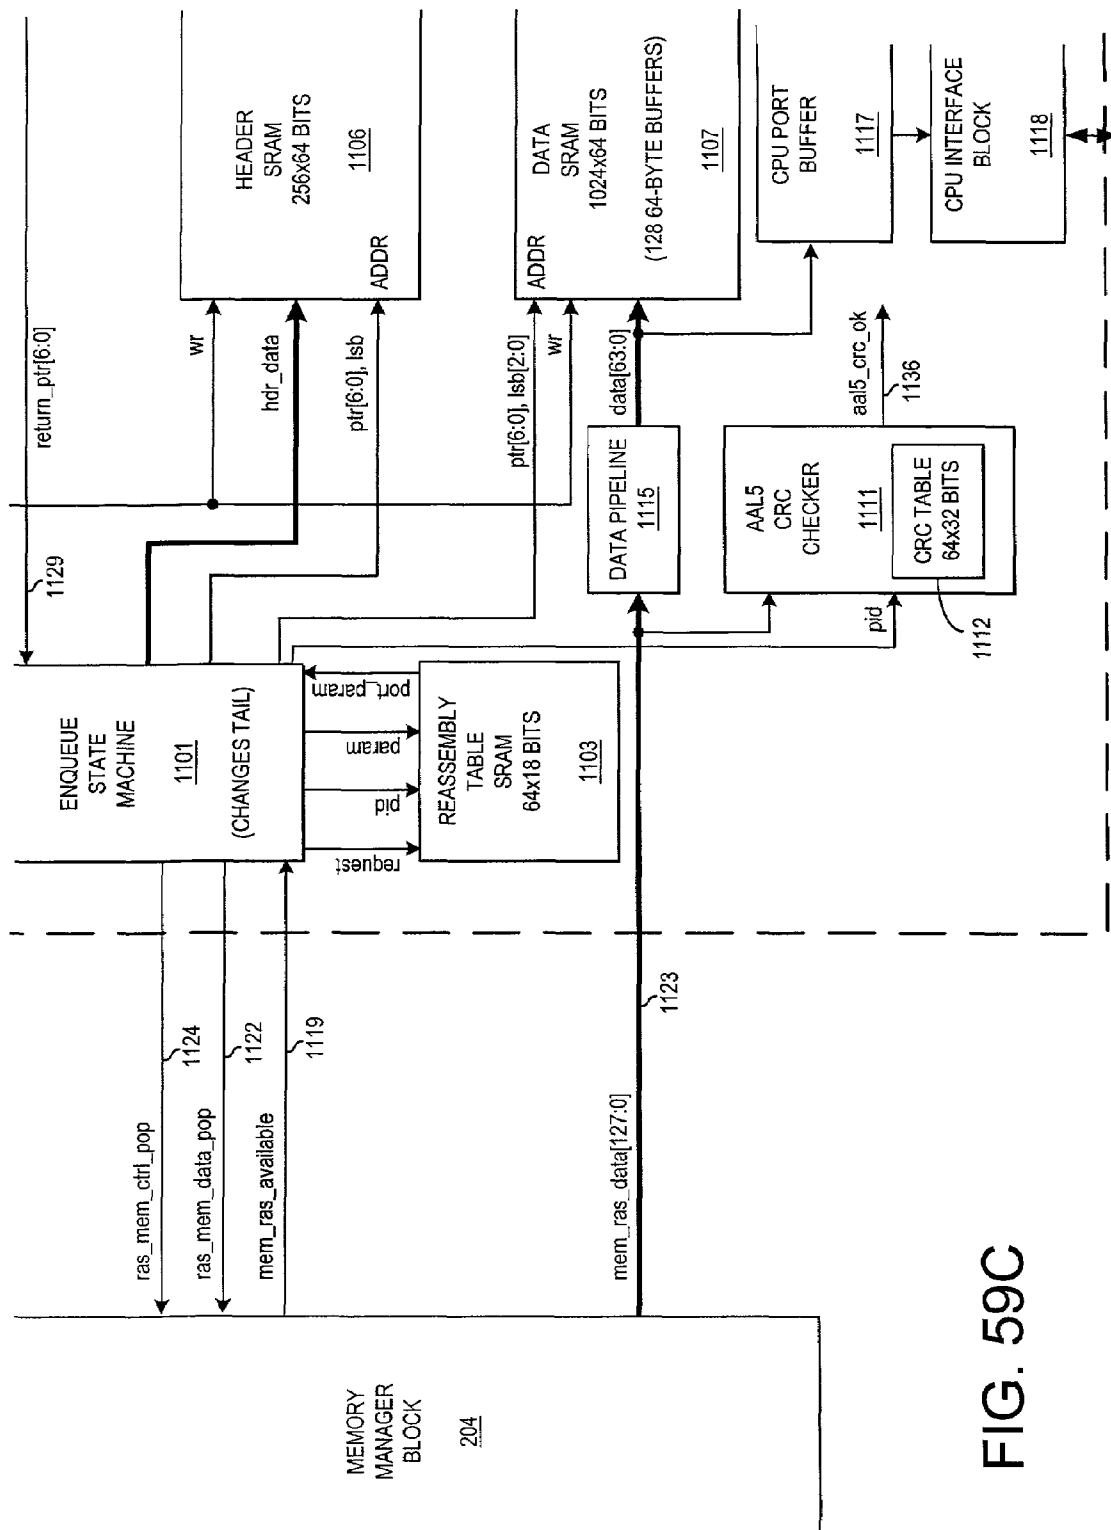 MEMORY
MANAGER
BLOCK
204
ras_mem_ctrl_pop
1124
ras_mem_data_pop
1122
mem_ras_available
1119
mem_ras_data[127:0]
1123
ENQUEUE
STATE
MACHINE
1101
(CHANGES TAIL)
return_ptr[6:0]
1129
request
pid
param
port_param
REASSEMBLY
TABLE
SRAM
64x18 BITS
1103
wr
hdr_data
ptr[6:0], lsb
HEADER
SRAM
256x64 BITS
1106
ADDR
ptr[6:0], lsb[2:0]
wr
data[63:0]
ADDR
DATA
SRAM
1024x64 BITS
(128 64-BYTE BUFFERS)
1107
DATA PIPELINE
1115
pid
AAL5
CRC
CHECKER
1111
CRC TABLE
64x32 BITS
1112
aal5_crc_ok
1136
CPU PORT
BUFFER
1117
CPU INTERFACE
BLOCK
1118
FIG. 59C